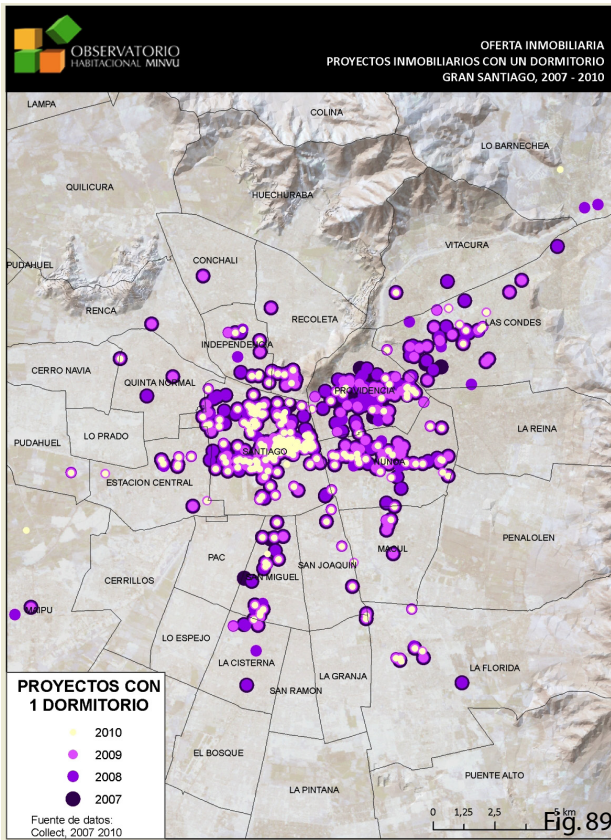 OBSERVATORIO
HABITACIONAL MINVU
OFERTA INMOBILIARIA
PROYECTOS INMOBILIARIOS CON UN DORMITORIO
GRAN SANTIAGO, 2007 - 2010
LAMPA
COLINA
LO BARNECHEA
QUILICURA
HUECHURABA
VITACURA
CONCHALI
PUDAHUEL
RENCA
RECOLETA
LAS CONDES
INDEPENDENCIA
CERRO NAVIA
QUINTA NORMAL
PROVIDENCIA
LA REINA
PUDAHUEL
LO PRADO
SANTIAGO
ÑUÑOA
ESTACION CENTRAL
PEÑALOLEN
MACUL
PAC
SAN JOAQUIN
CERRILLOS
SAN MIGUEL
MAIPU
LO ESPEJO
LA CISTERNA
LA GRANJA
LA FLORIDA
SAN RAMON
EL BOSQUE
PUENTE ALTO
LA PINTANA
PROYECTOS CON
1 DORMITORIO
2010
2009
2008
2007
Fuente de datos:
Collect, 2007 2010
0 1,25 2,5 5 km
Fig. 89